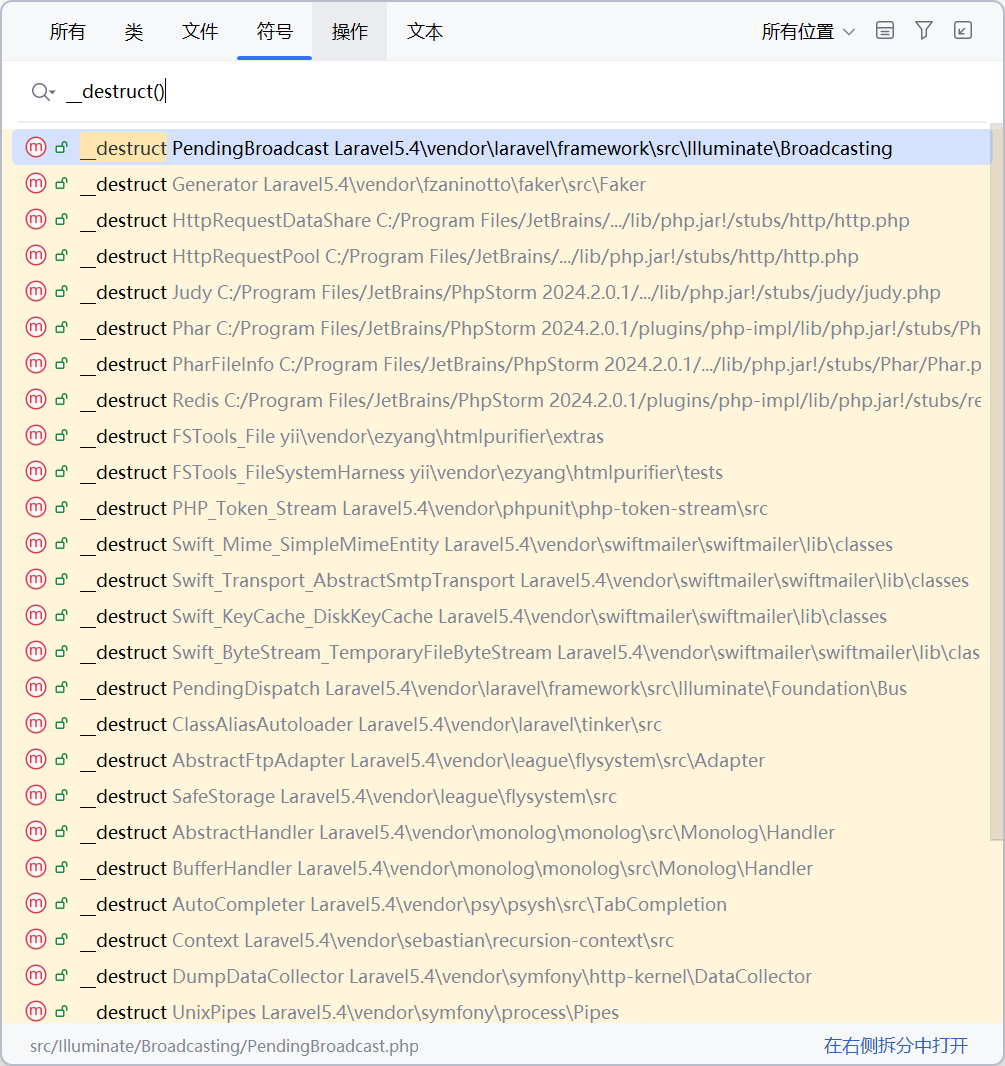 所有 类 文件 符号 操作 文本 所有位置
__destruct()
__destruct PendingBroadcast Laravel5.4\vendor\laravel\framework\src\Illuminate\Broadcasting
__destruct Generator Laravel5.4\vendor\fzaninotto\faker\src\Faker
__destruct HttpRequestDataShare C:/Program Files/JetBrains/.../lib/php.jar!/stubs/http/http.php
__destruct HttpRequestPool C:/Program Files/JetBrains/.../lib/php.jar!/stubs/http/http.php
__destruct Judy C:/Program Files/JetBrains/PhpStorm 2024.2.0.1/.../lib/php.jar!/stubs/judy/judy.php
__destruct Phar C:/Program Files/JetBrains/PhpStorm 2024.2.0.1/plugins/php-impl/lib/php.jar!/stubs/Ph
__destruct PharFileInfo C:/Program Files/JetBrains/PhpStorm 2024.2.0.1/.../lib/php.jar!/stubs/Phar/Phar.p
__destruct Redis C:/Program Files/JetBrains/PhpStorm 2024.2.0.1/plugins/php-impl/lib/php.jar!/stubs/re
__destruct FSTools_File yii\vendor\ezyang\htmlpurifier\extras
__destruct FSTools_FileSystemHarness yii\vendor\ezyang\htmlpurifier\tests
__destruct PHP_Token_Stream Laravel5.4\vendor\phpunit\php-token-stream\src
__destruct Swift_Mime_SimpleMimeEntity Laravel5.4\vendor\swiftmailer\swiftmailer\lib\classes
__destruct Swift_Transport_AbstractSmtpTransport Laravel5.4\vendor\swiftmailer\swiftmailer\lib\classes
__destruct Swift_KeyCache_DiskKeyCache Laravel5.4\vendor\swiftmailer\swiftmailer\lib\classes
__destruct Swift_ByteStream_TemporaryFileByteStream Laravel5.4\vendor\swiftmailer\swiftmailer\lib\clas
__destruct PendingDispatch Laravel5.4\vendor\laravel\framework\src\Illuminate\Foundation\Bus
__destruct ClassAliasAutoloader Laravel5.4\vendor\laravel\tinker\src
__destruct AbstractFtpAdapter Laravel5.4\vendor\league\flysystem\src\Adapter
__destruct SafeStorage Laravel5.4\vendor\league\flysystem\src
__destruct AbstractHandler Laravel5.4\vendor\monolog\monolog\src\Monolog\Handler
__destruct BufferHandler Laravel5.4\vendor\monolog\monolog\src\Monolog\Handler
__destruct AutoCompleter Laravel5.4\vendor\psy\psysh\src\TabCompletion
__destruct Context Laravel5.4\vendor\sebastian\recursion-context\src
__destruct DumpDataCollector Laravel5.4\vendor\symfony\http-kernel\DataCollector
__destruct UnixPipes Laravel5.4\vendor\symfony\process\Pipes
src/Illuminate/Broadcasting/PendingBroadcast.php 在右侧拆分中打开